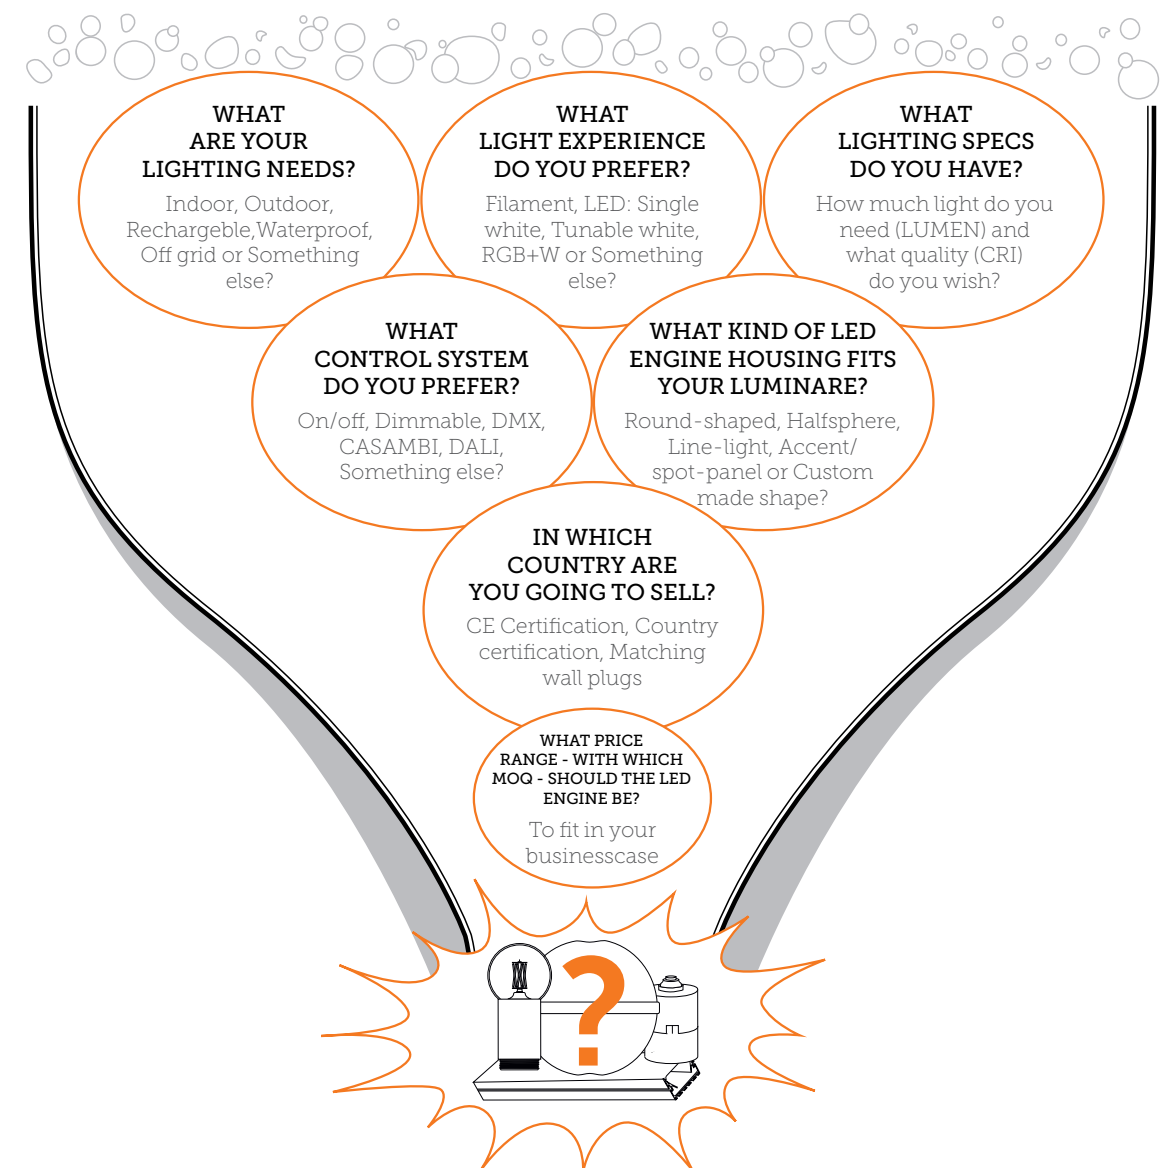 WHAT
ARE YOUR
LIGHTING NEEDS?
Indoor, Outdoor,
Rechargeble,Waterproof,
Off grid or Something
else?
WHAT
LIGHT EXPERIENCE
DO YOU PREFER?
Filament, LED: Single
white, Tunable white,
RGB+W or Something
else?
WHAT
LIGHTING SPECS
DO YOU HAVE?
How much light do you
need (LUMEN) and
what quality (CRI)
do you wish?
WHAT
CONTROL SYSTEM
DO YOU PREFER?
On/off, Dimmable, DMX,
CASAMBI, DALI,
Something else?
WHAT KIND OF LED
ENGINE HOUSING FITS
YOUR LUMINARE?
Round-shaped, Halfsphere,
Line-light, Accent/
spot-panel or Custom
made shape?
IN WHICH
COUNTRY ARE
YOU GOING TO SELL?
CE Certification, Country
certification, Matching
wall plugs
WHAT PRICE
RANGE - WITH WHICH
MOQ - SHOULD THE LED
ENGINE BE?
To fit in your
businesscase
?